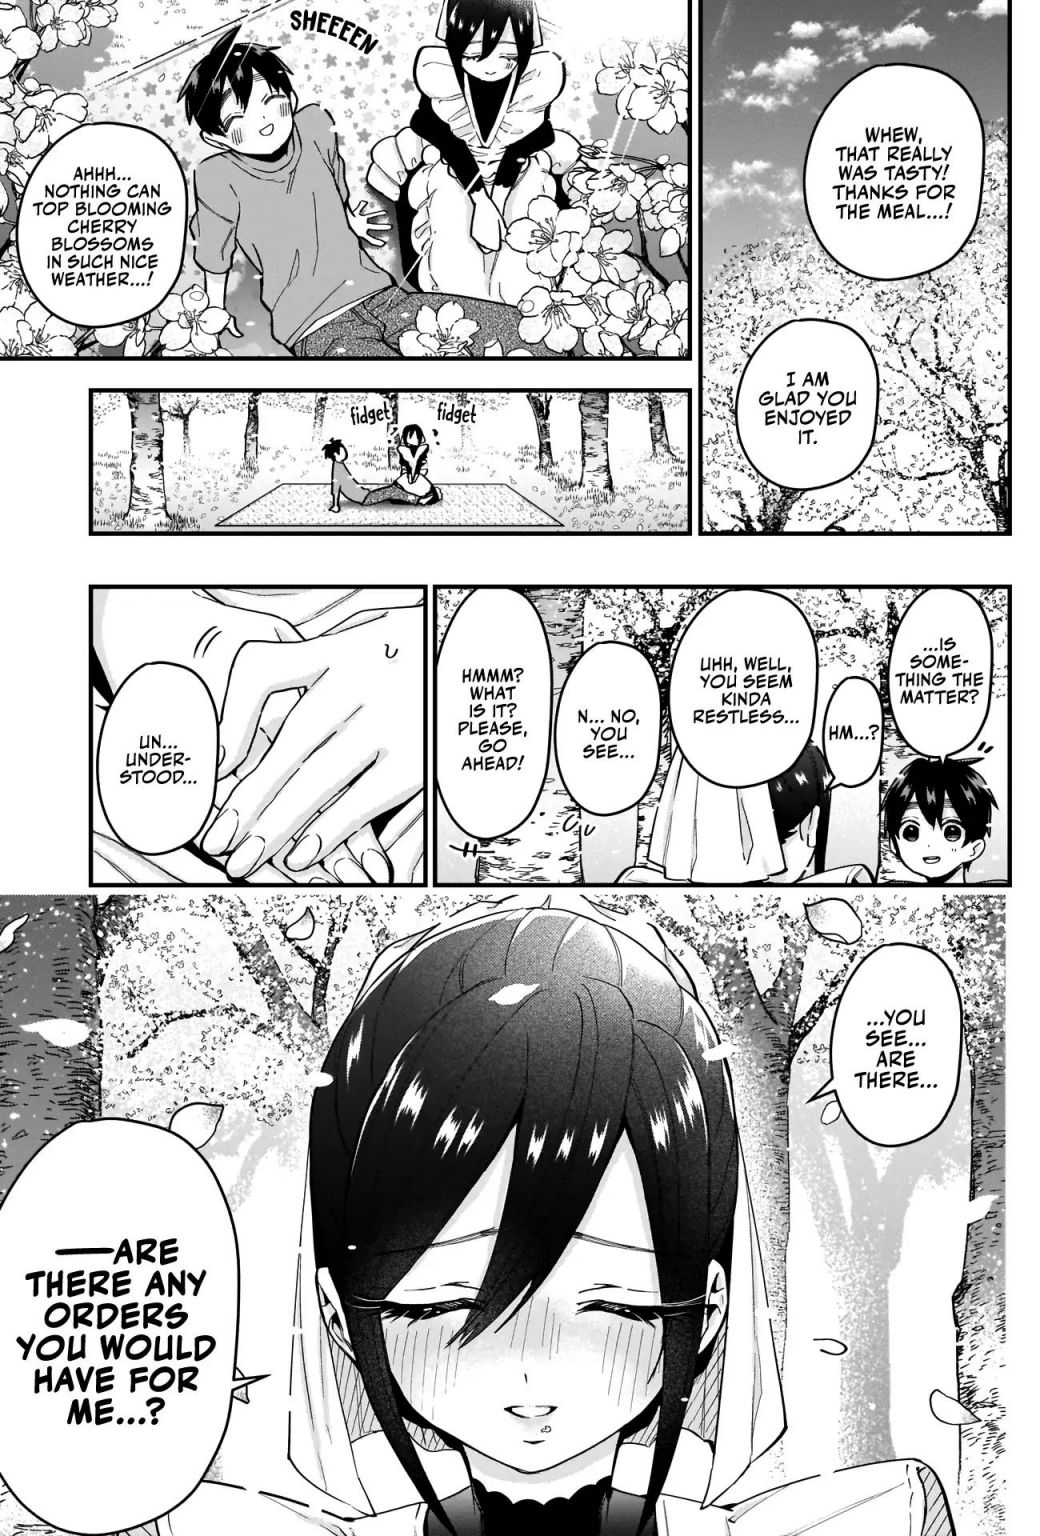 WHEW,
THAT REALLY
WAS TASTY!
THANKS FOR
THE MEAL...!
I AM
GLAD YOU
ENJOYED
IT.
SHEEEEN
AHHH...
NOTHING CAN
TOP BLOOMING
CHERRY
BLOSSOMS
IN SUCH NICE
WEATHER...!
fidget
fidget
...IS
SOME-
THING THE
MATTER?
HM...?
UHH, WELL,
YOU SEEM
KINDA
RESTLESS...
N... NO,
YOU
SEE...
HMMM?
WHAT
IS IT?
PLEASE,
GO
AHEAD!
UN...
UNDER-
STOOD...
...YOU
SEE...
ARE
THERE...
—ARE
THERE ANY
ORDERS
YOU WOULD
HAVE FOR
ME...?